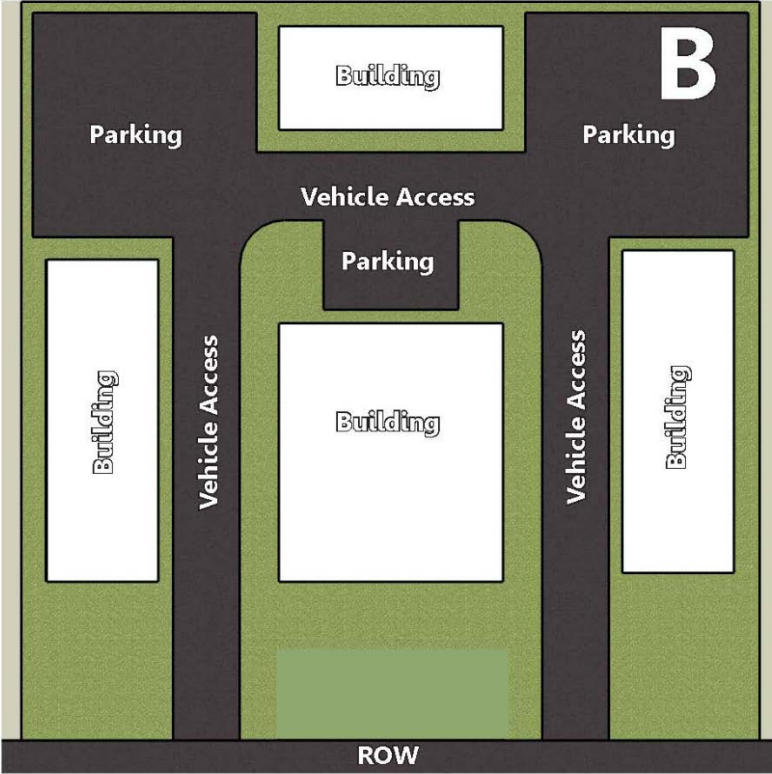 B
Building
Parking
Parking
Vehicle Access
Parking
Building
Vehicle Access
Building
Vehicle Access
Building
ROW